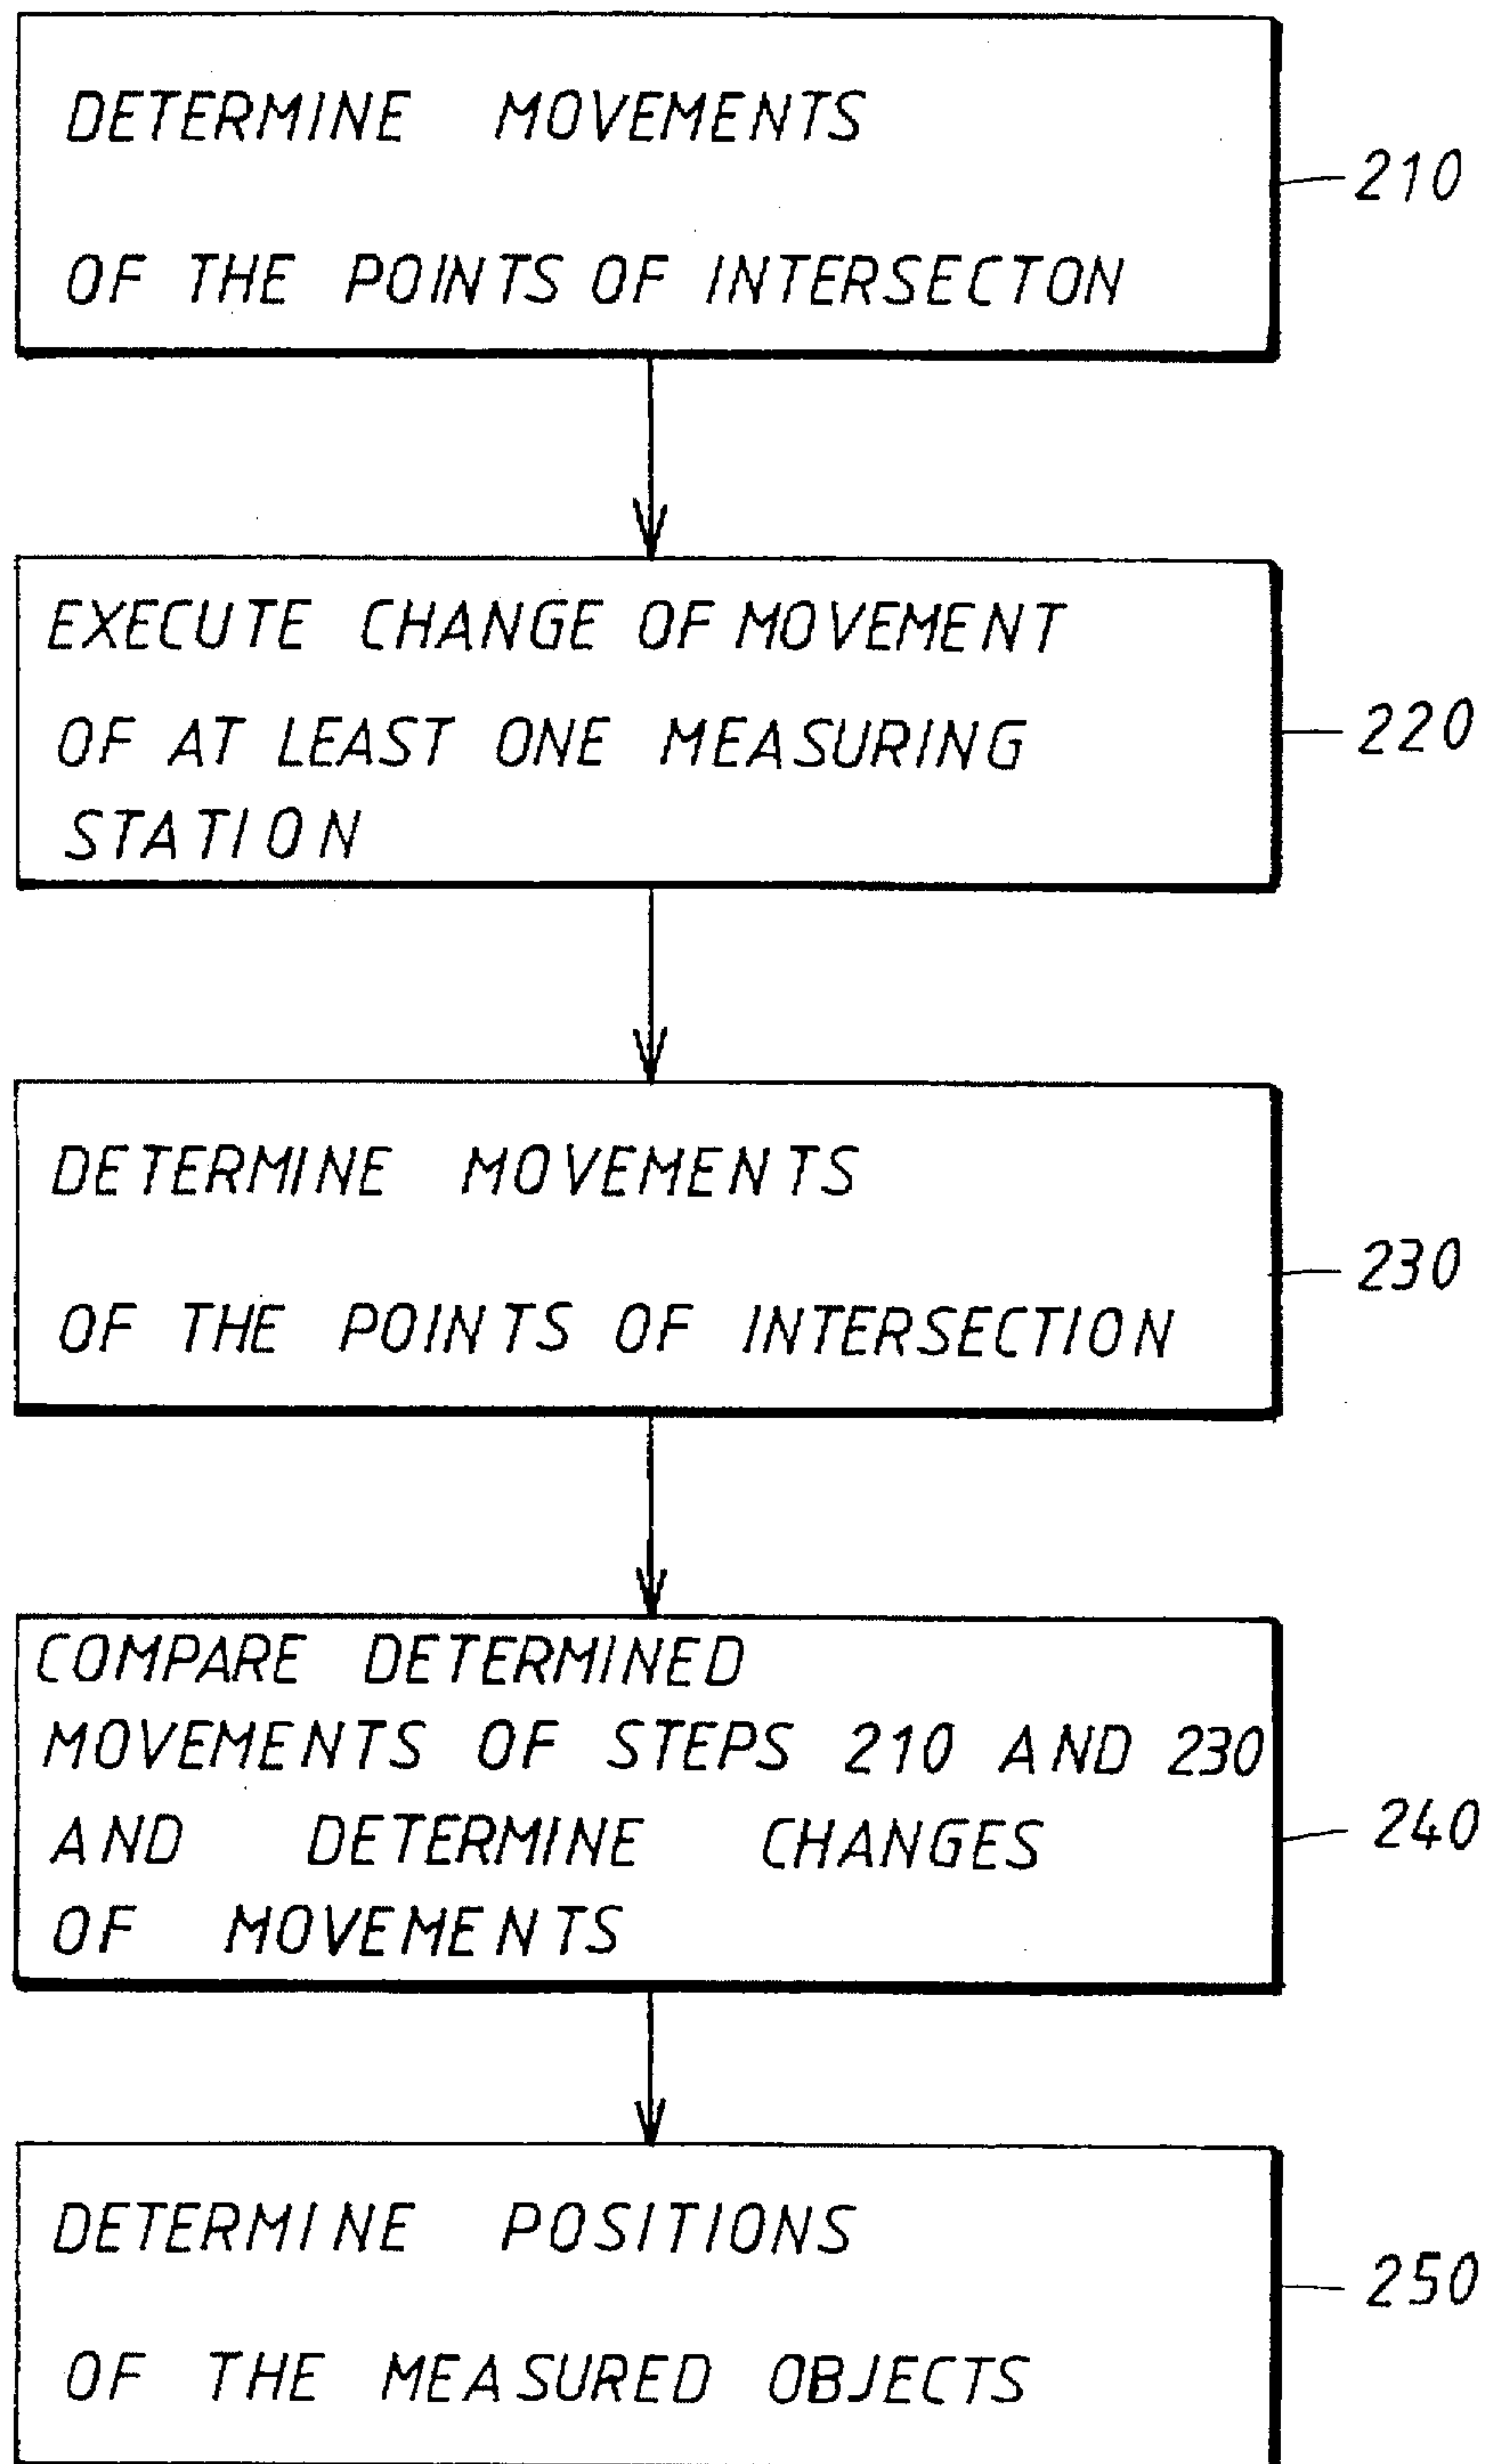 DETERMINE MOVEMENTS
OF THE POINTS OF INTERSECTON
210
EXECUTE CHANGE OF MOVEMENT
OF AT LEAST ONE MEASURING
STATION
220
DETERMINE MOVEMENTS
OF THE POINTS OF INTERSECTION
230
COMPARE DETERMINED
MOVEMENTS OF STEPS 210 AND 230
AND DETERMINE CHANGES
OF MOVEMENTS
240
DETERMINE POSITIONS
OF THE MEASURED OBJECTS
250